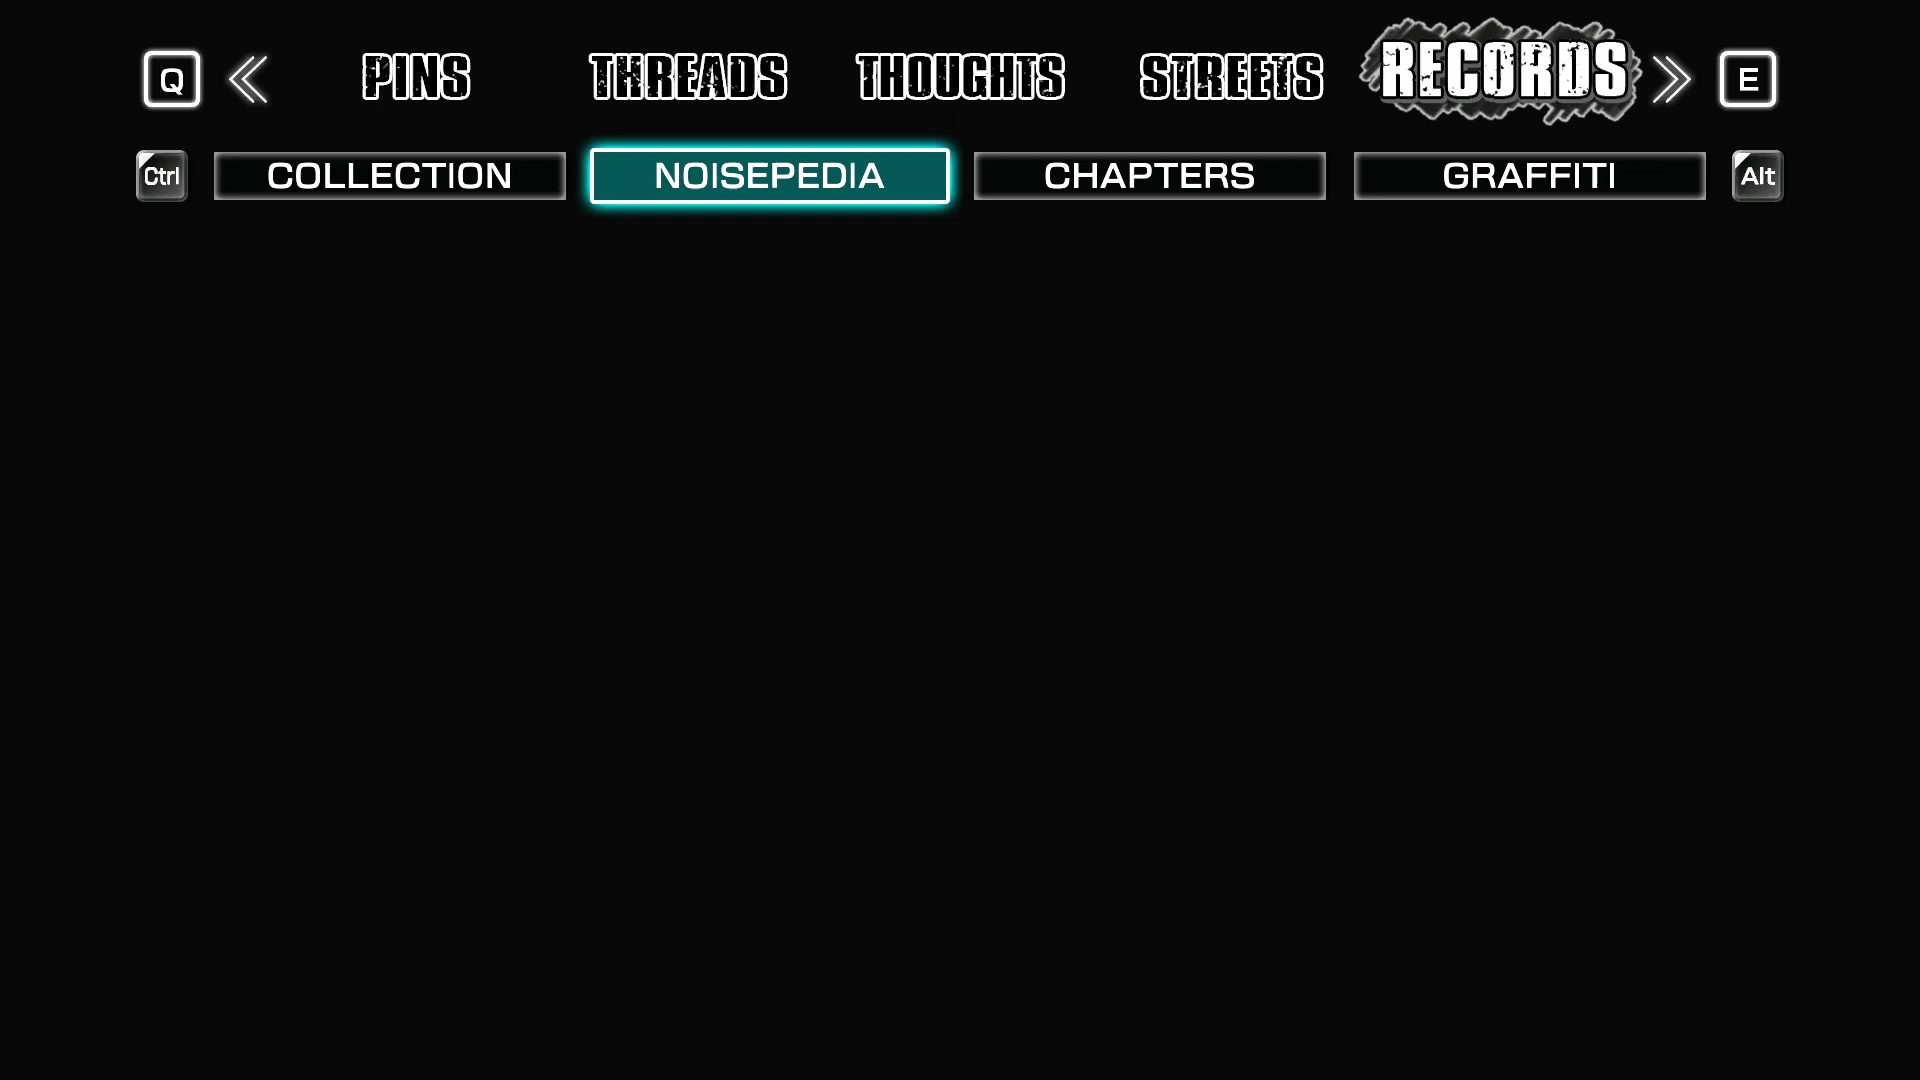 Q PINS THREADS THOUGHTS STREETS RECORDS E
Ctrl COLLECTION NOISEPEDIA CHAPTERS GRAFFITI Alt